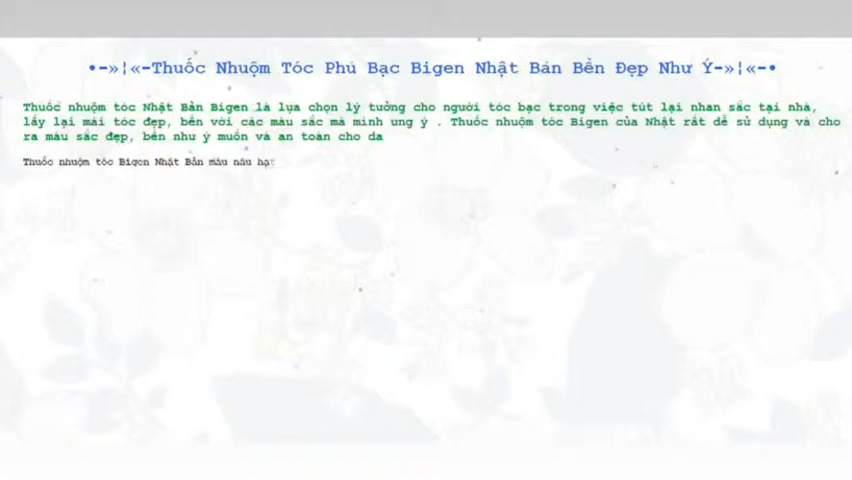 •-»¦«-Thuốc Nhuộm Tóc Phủ Bạc Bigen Nhật Bản Bền Đẹp Như Ý-»¦«-•
Thuốc nhuộm tóc Nhật Bản Bigen là lựa chọn lý tưởng cho người tóc bạc trong việc tút lại nhan sắc tại nhà,
lấy lại mái tóc đẹp, bền với các màu sắc mà mình ưng ý . Thuốc nhuộm tóc Bigen của Nhật rất dễ sử dụng và cho
ra màu sắc đẹp, bền như ý muốn và an toàn cho da
Thuốc nhuộm tóc Bigen Nhật Bản màu nâu hạt